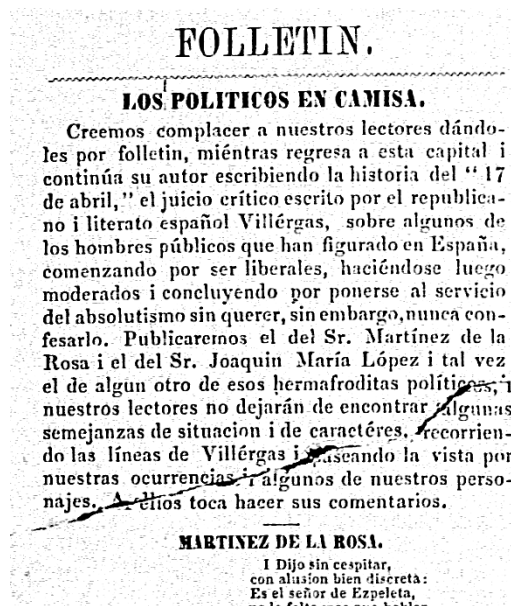 FOLLETIN.
LOS POLITICOS EN CAMISA.
Creemos complacer a nuestros lectores dándo-
les por folletin, miéntras regresa a esta capital i
continúa su autor escribiendo la historia del "17
de abril," el juicio crítico escrito por el republica-
no i literato español Villérgas, sobre algunos de
los hombres públicos que han figurado en España,
comenzando por ser liberales, haciéndose luego
moderados i concluyendo por ponerse al servicio
del absolutismo sin querer, sin embargo, nunca con-
fesarlo. Publicaremos el del Sr. Martínez de la
Rosa i el del Sr. Joaquin María López i tal vez
el de algun otro de esos hermafroditas políticos, i
nuestros lectores no dejarán de encontrar algunas
semejanzas de situacion i de caractéres, recorrien-
do las líneas de Villérgas i paseando la vista por
nuestras ocurrencias i algunos de nuestros perso-
najes. A ellos toca hacer sus comentarios.
MARTINEZ DE LA ROSA.
I Dijo sin cespitar,
con alusion bien discreta:
Es el señor de Ezpeleta,